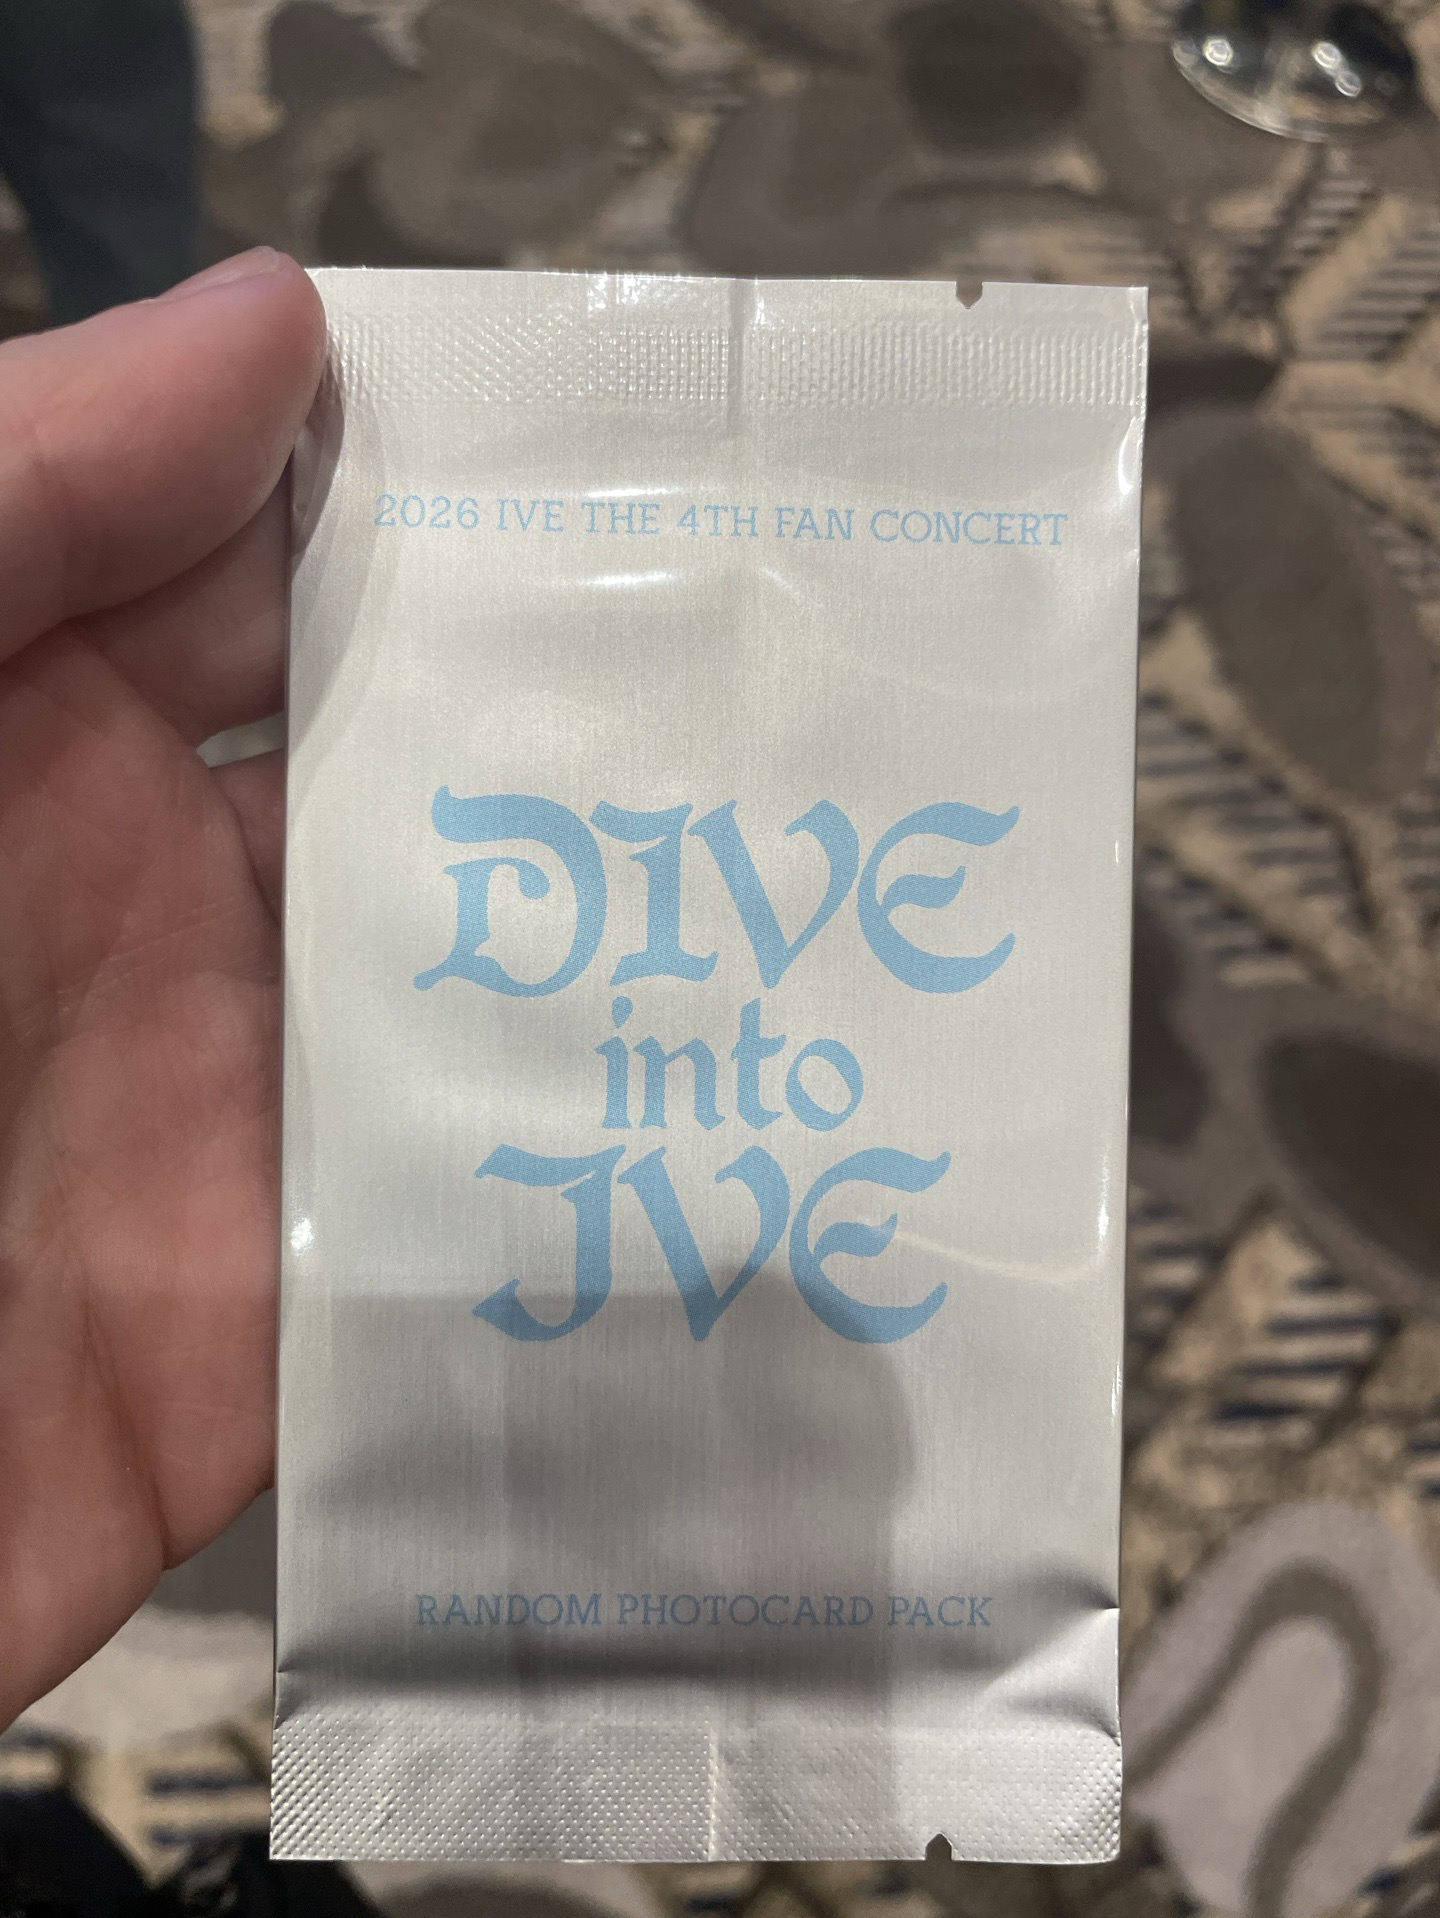 2026 IVE THE 4TH FAN CONCERT
DIVE
into
IVE
RANDOM PHOTOCARD PACK